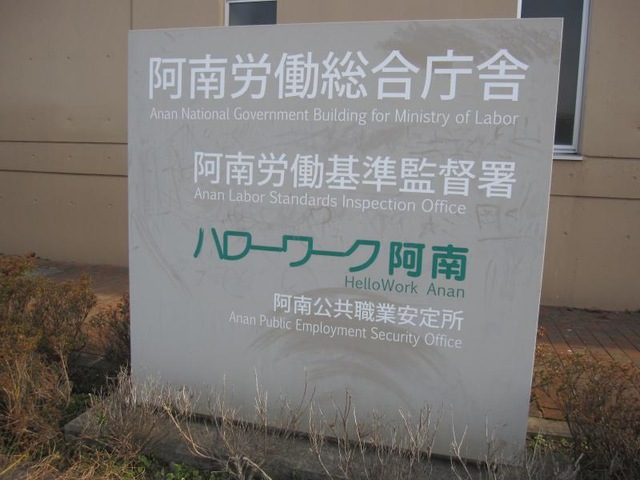 阿南労働総合庁舎
Anan National Government Building for Ministry of Labor
阿南労働基準監督署
Anan Labor Standards Inspection Office
ハローワーク阿南
HelloWork Anan
阿南公共職業安定所
Anan Public Employment Security Office